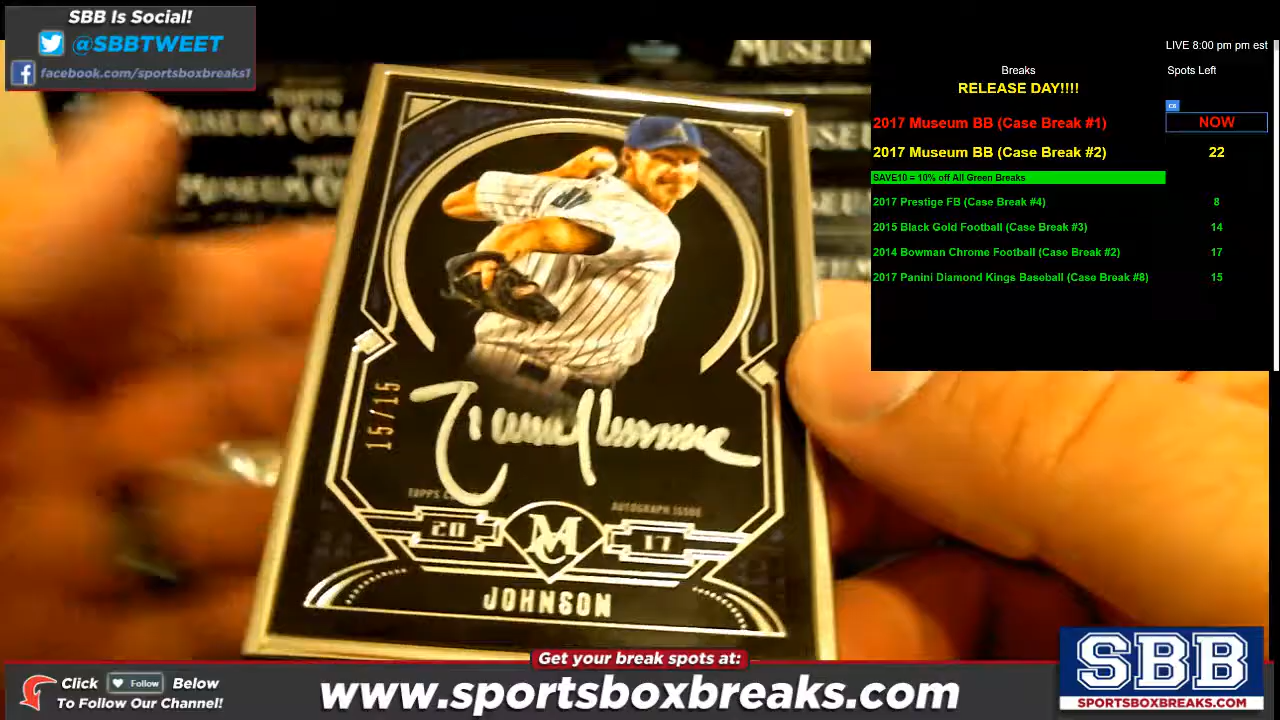 SBB Is Social!
@SBBTWEET
facebook.com/sportsboxbreaks1
LIVE 8:00 pm pm est
Breaks
Spots Left
RELEASE DAY!!!!
2017 Museum BB (Case Break #1)
NOW
2017 Museum BB (Case Break #2)
22
SAVE10 = 10% off All Green Breaks
2017 Prestige FB (Case Break #4)
8
2015 Black Gold Football (Case Break #3)
14
2014 Bowman Chrome Football (Case Break #2)
17
2017 Panini Diamond Kings Baseball (Case Break #8)
15
TOPPS
MUSEUM
15/15
TOPPS
AUTOGRAPH ISSUE
20 MC 17
JOHNSON
Get your break spots at:
Click Follow Below
To Follow Our Channel!
www.sportsboxbreaks.com
SBB
SPORTSBOXBREAKS.COM